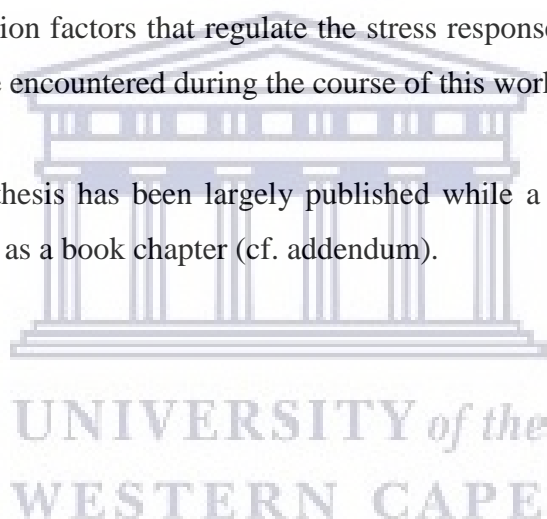 ion factors that regulate the stress response
encountered during the course of this work
thesis has been largely published while a
as a book chapter (cf. addendum).
UNIVERSITY of the
WESTERN CAPE